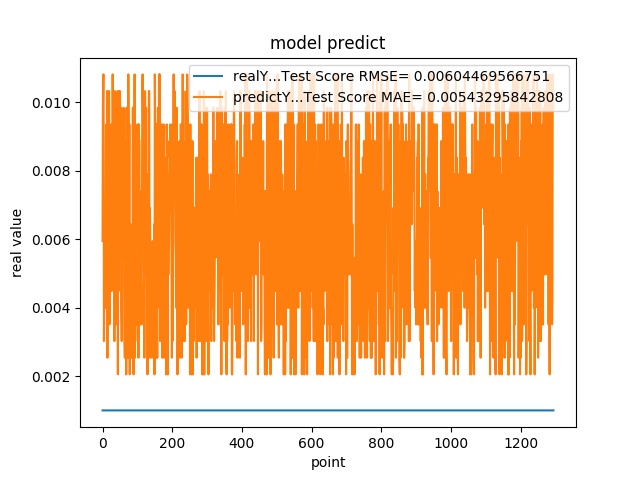 model predict
realY...Test Score RMSE= 0.00604469566751
predictY...Test Score MAE= 0.00543295842808
real value
0.010
0.008
0.006
0.004
0.002
0 200 400 600 800 1000 1200
point